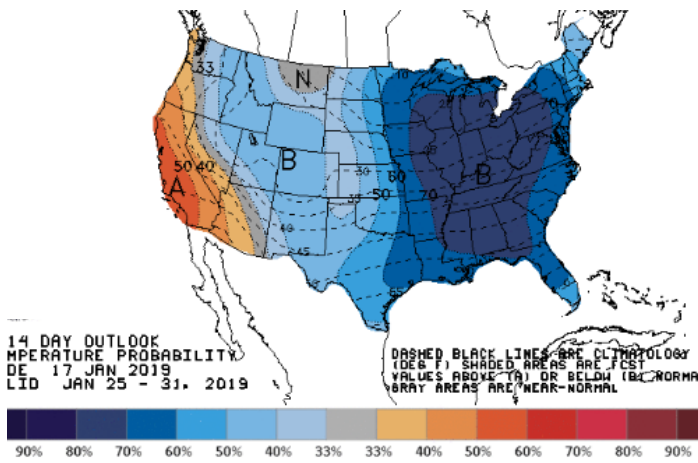 33
N
10
50 40
A
B
B
30
60
50
70
35
40
45
14 DAY OUTLOOK
MPERATURE PROBABILITY
DE 17 JAN 2019
LID JAN 25 - 31, 2019
DASHED BLACK LINES ARE CLIMATOLOGY
(DEG F) SHADED AREAS ARE FCST
VALUES ABOVE (A) OR BELOW (B) NORMA
GRAY AREAS ARE NEAR-NORMAL
90% 80% 70% 60% 50% 40% 33% 33% 40% 50% 60% 70% 80% 90%